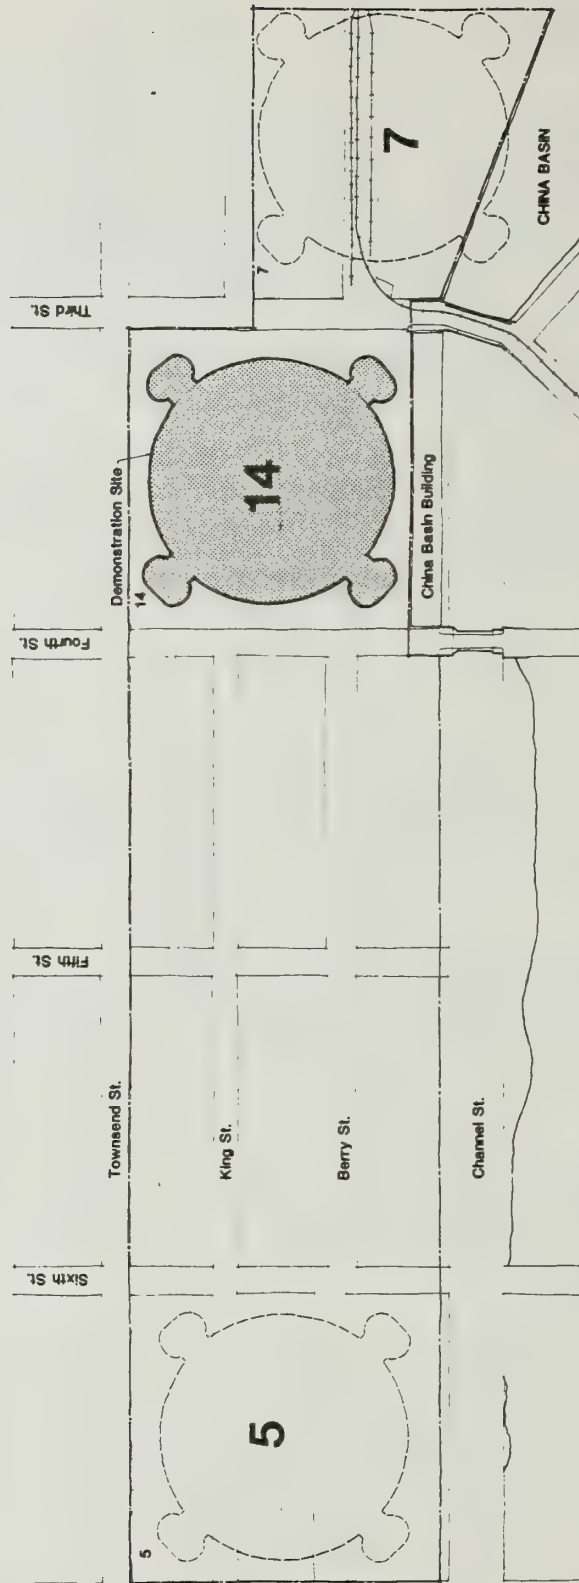 Third St.
Fourth St.
Fifth St.
Sixth St.
Demonstration Site
14
14
7
7
CHINA BASIN
China Basin Building
Townsend St.
King St.
Berry St.
Channel St.
5
5